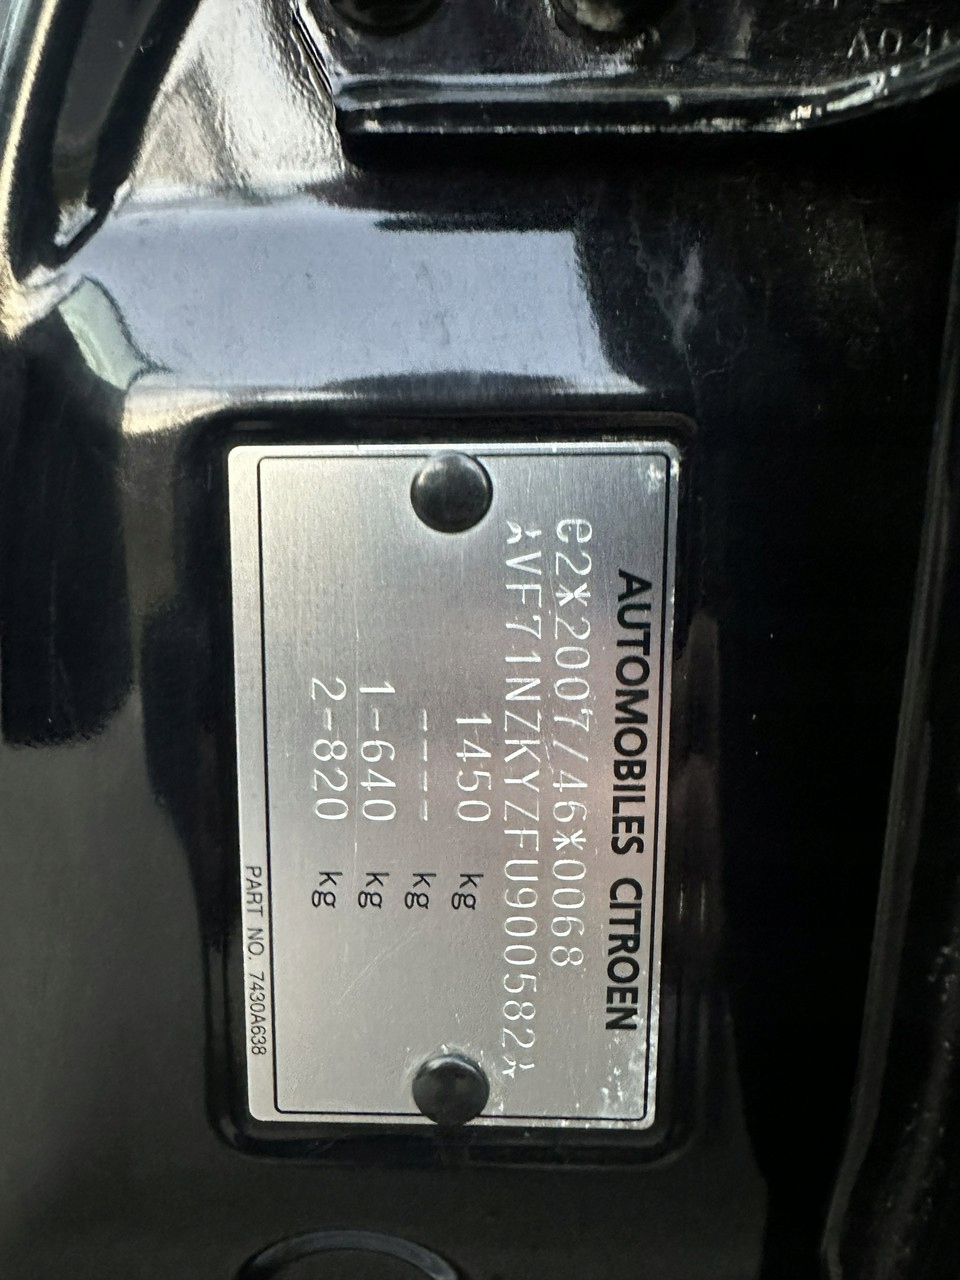 A04
AUTOMOBILES CITROEN
e2*2007/46*0068
*VF71NZKYZFU900582*
1450 kg
---- kg
1-640 kg
2-820 kg
PART NO. 7430A638